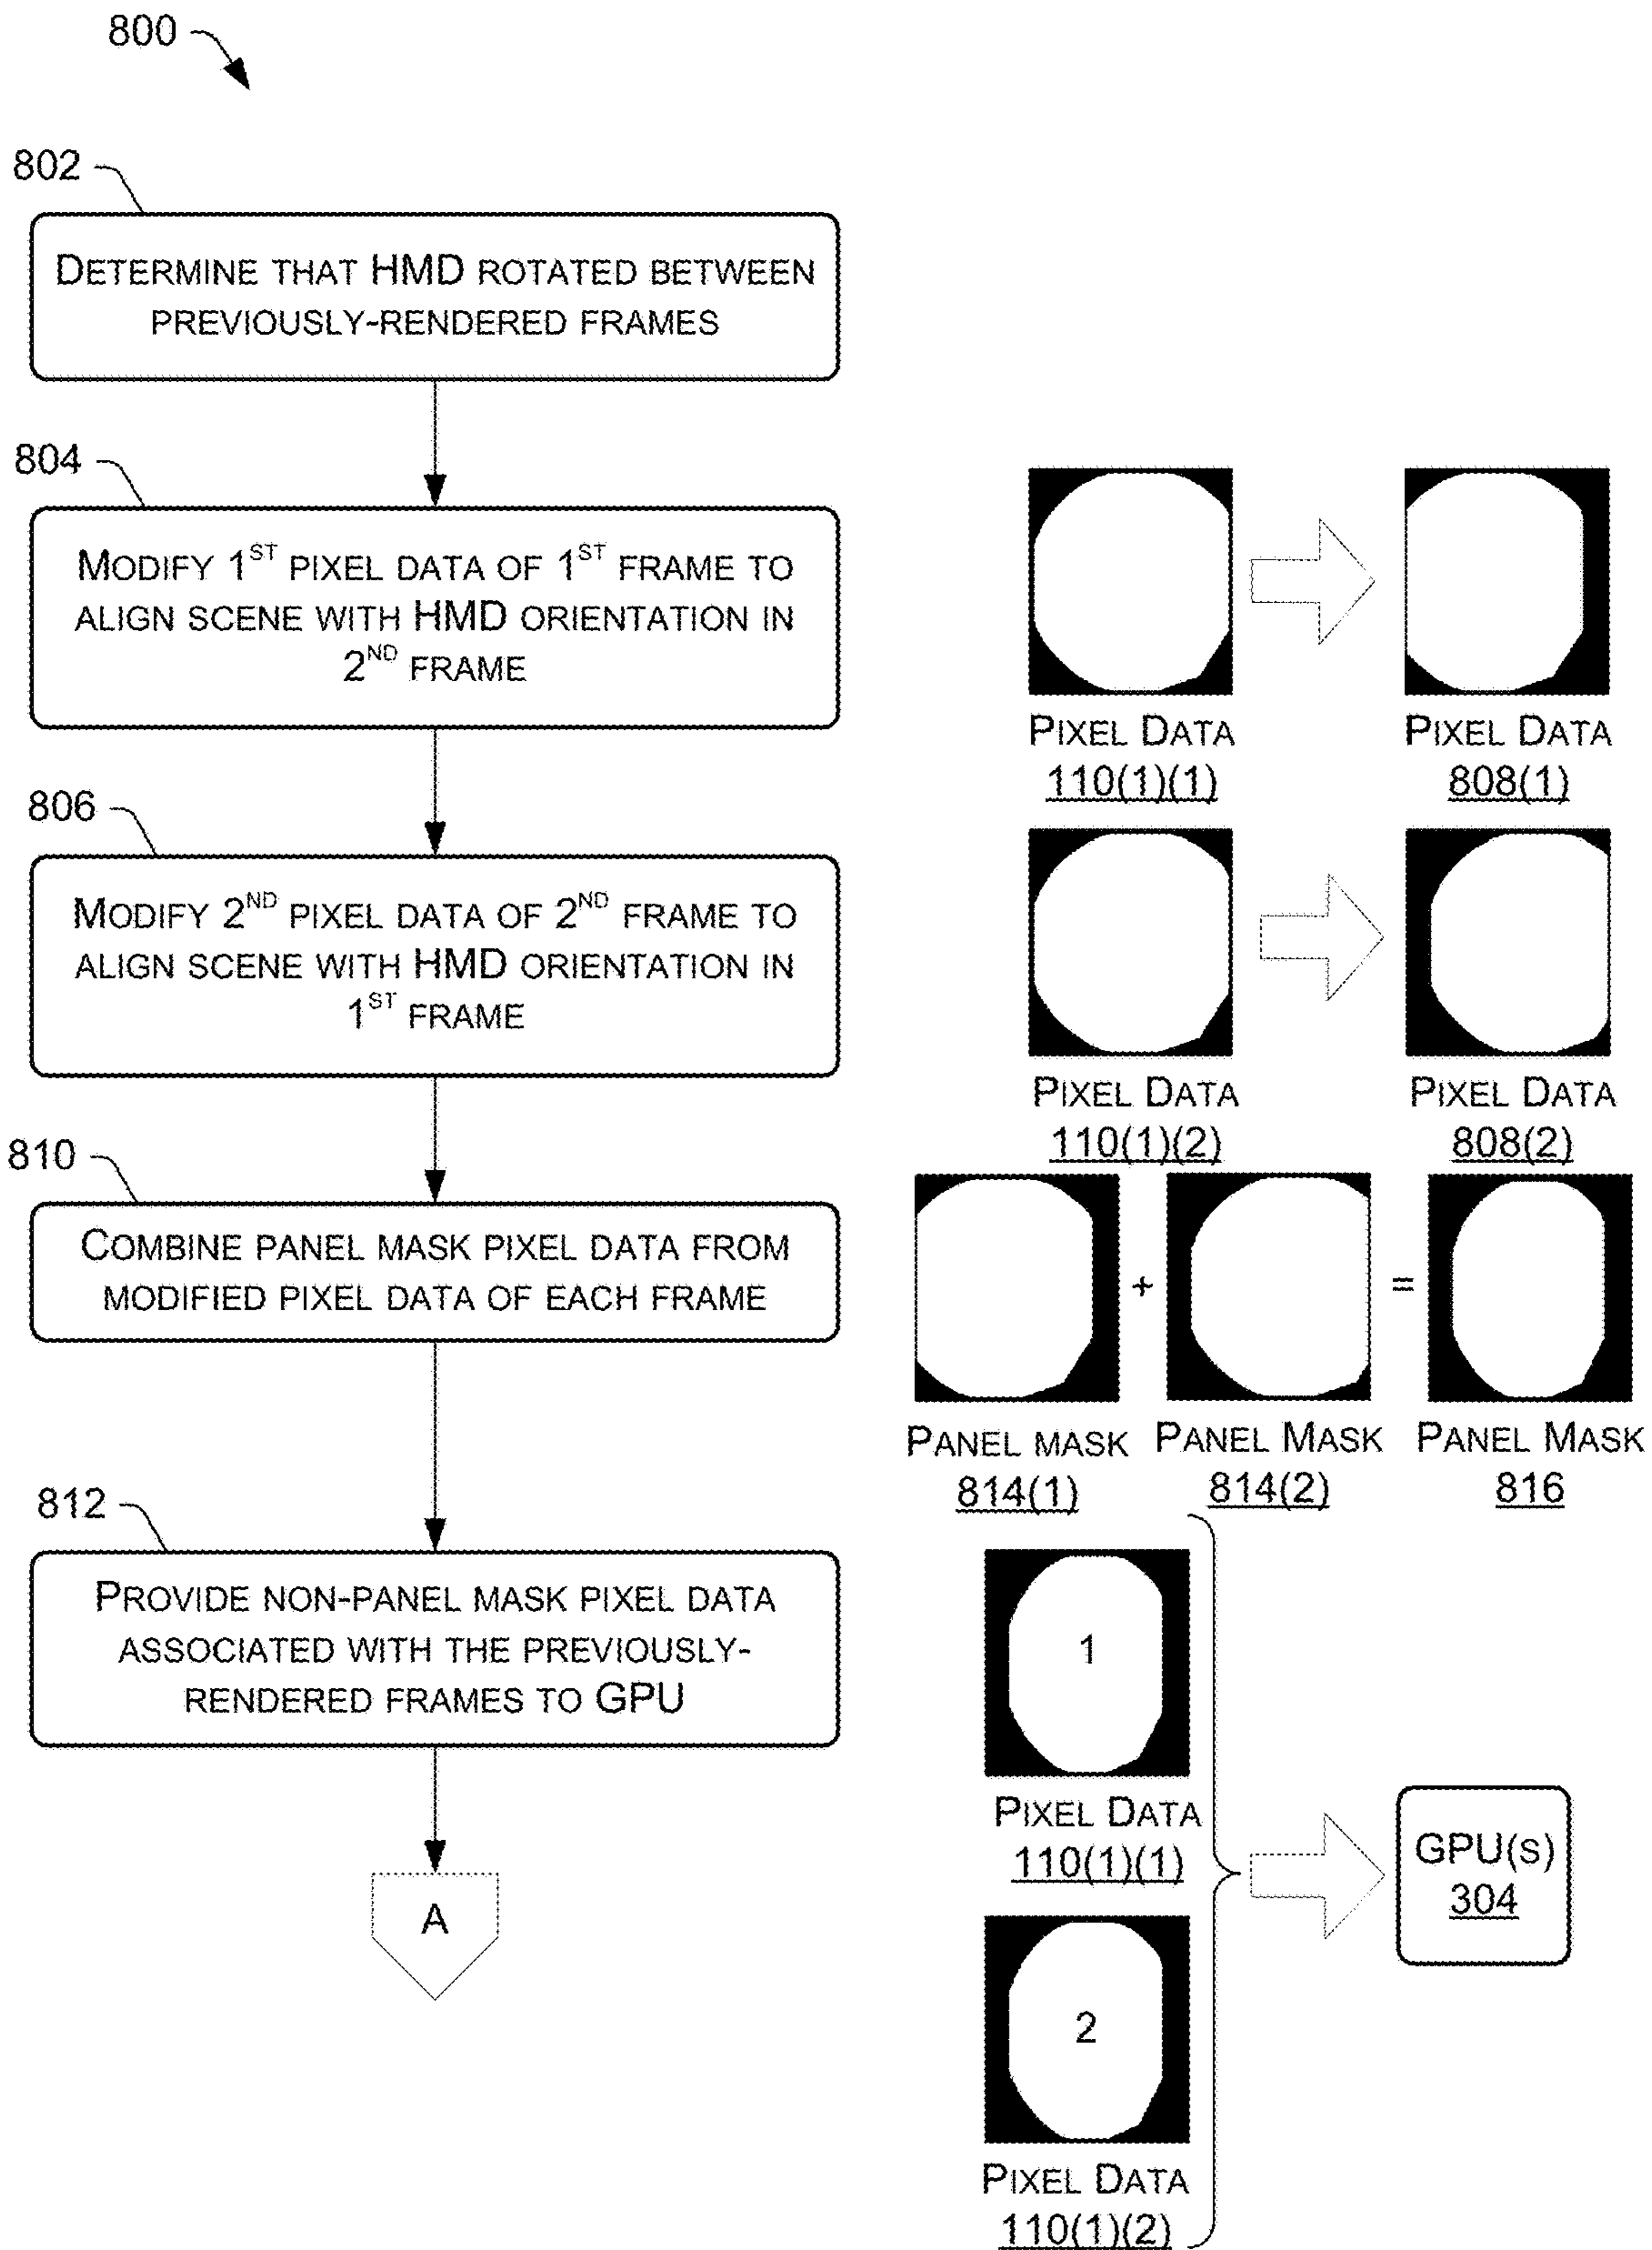 800
802
DETERMINE THAT HMD ROTATED BETWEEN
PREVIOUSLY-RENDERED FRAMES
804
MODIFY 1ST PIXEL DATA OF 1ST FRAME TO
ALIGN SCENE WITH HMD ORIENTATION IN
2ND FRAME
PIXEL DATA
110(1)(1)
PIXEL DATA
808(1)
806
MODIFY 2ND PIXEL DATA OF 2ND FRAME TO
ALIGN SCENE WITH HMD ORIENTATION IN
1ST FRAME
PIXEL DATA
110(1)(2)
PIXEL DATA
808(2)
810
COMBINE PANEL MASK PIXEL DATA FROM
MODIFIED PIXEL DATA OF EACH FRAME
+
=
PANEL MASK
814(1)
PANEL MASK
814(2)
PANEL MASK
816
812
PROVIDE NON-PANEL MASK PIXEL DATA
ASSOCIATED WITH THE PREVIOUSLY-
RENDERED FRAMES TO GPU
1
PIXEL DATA
110(1)(1)
GPU(S)
304
A
2
PIXEL DATA
110(1)(2)